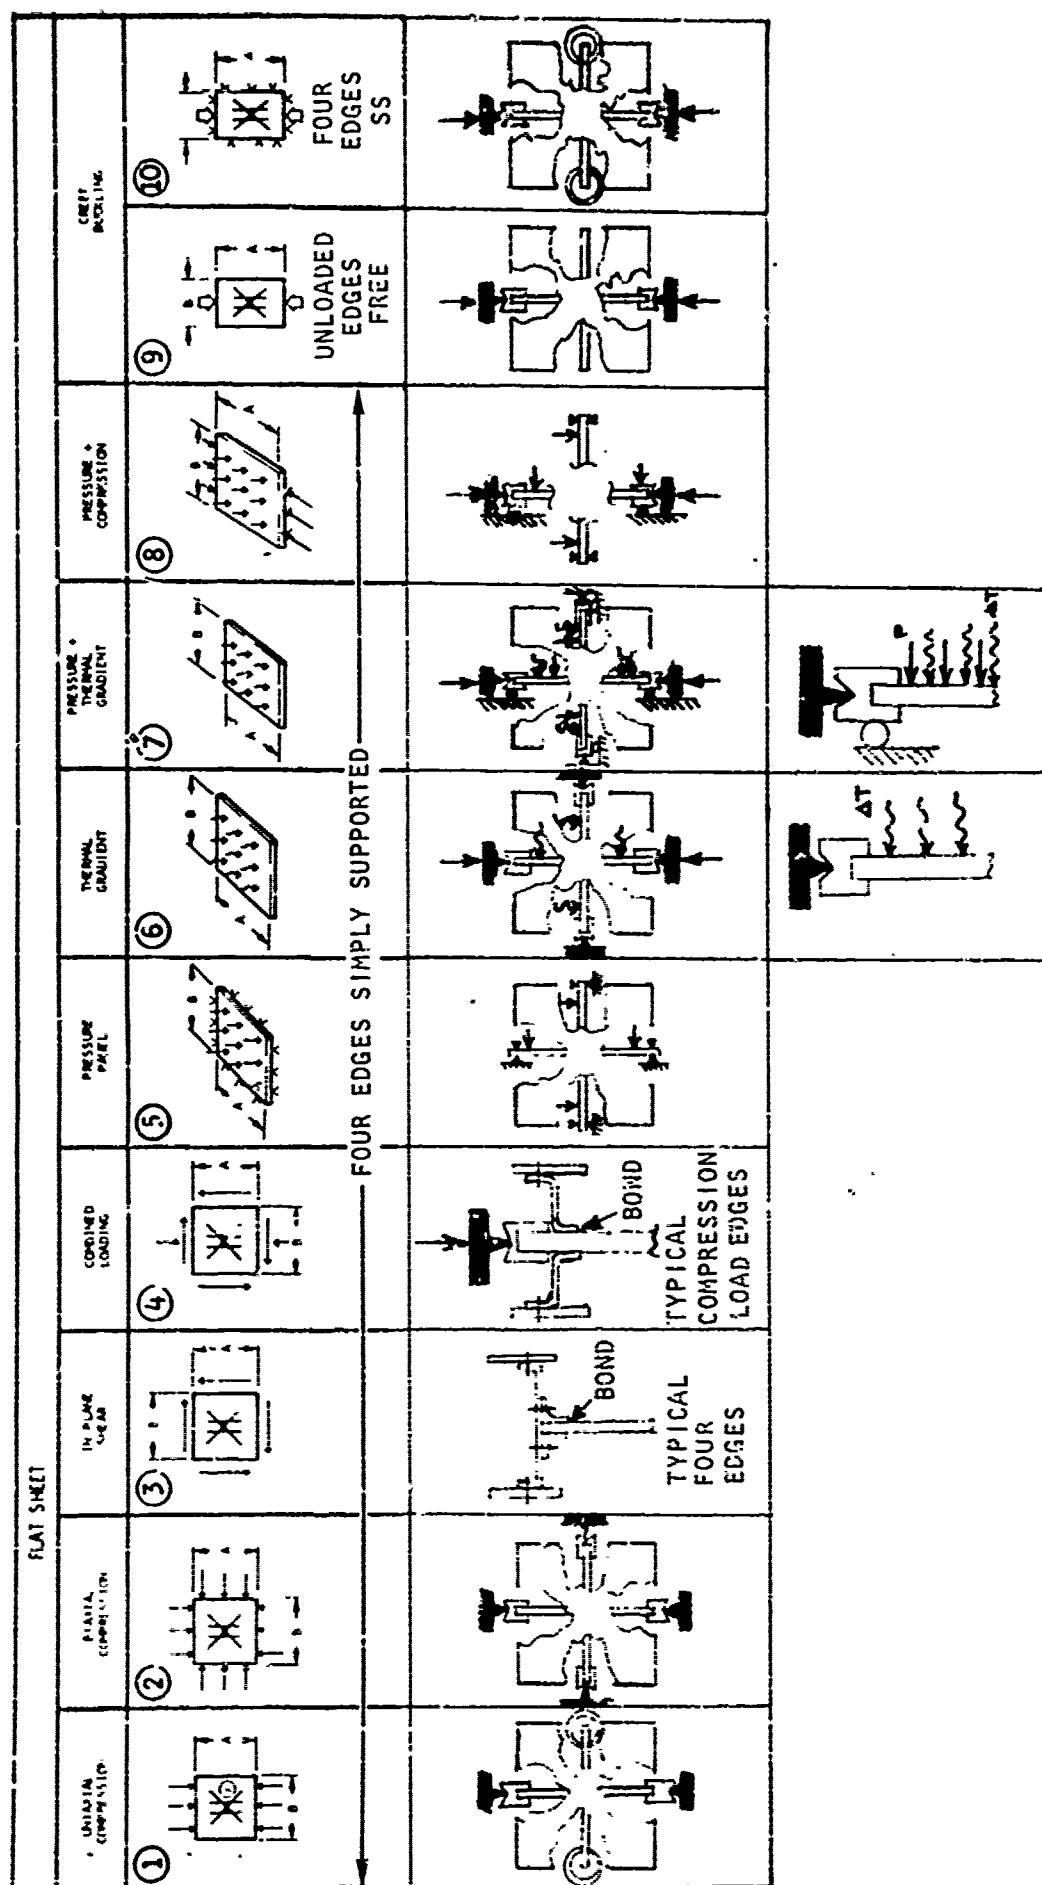 FLAT SHEET
UNIAXIAL
COMPRESSION
BIAXIAL
COMPRESSION
IN PLANE
SHEAR
COMBINED
LOADING
PRESSURE
PANEL
THERMAL
GRADIENT
PRESSURE +
THERMAL
GRADIENT
PRESSURE +
COMPRESSION
CREEP
BUCKLING
1
A
B
2
A
B
3
A
B
4
A
B
5
A
B
6
A
B
7
A
B
8
A
B
9
A
B
UNLOADED
EDGES
FREE
10
A
FOUR
EDGES
SS
FOUR EDGES SIMPLY SUPPORTED
BOND
TYPICAL
FOUR
EDGES
BOND
TYPICAL
COMPRESSION
LOAD EDGES
ΔT
P
ΔT